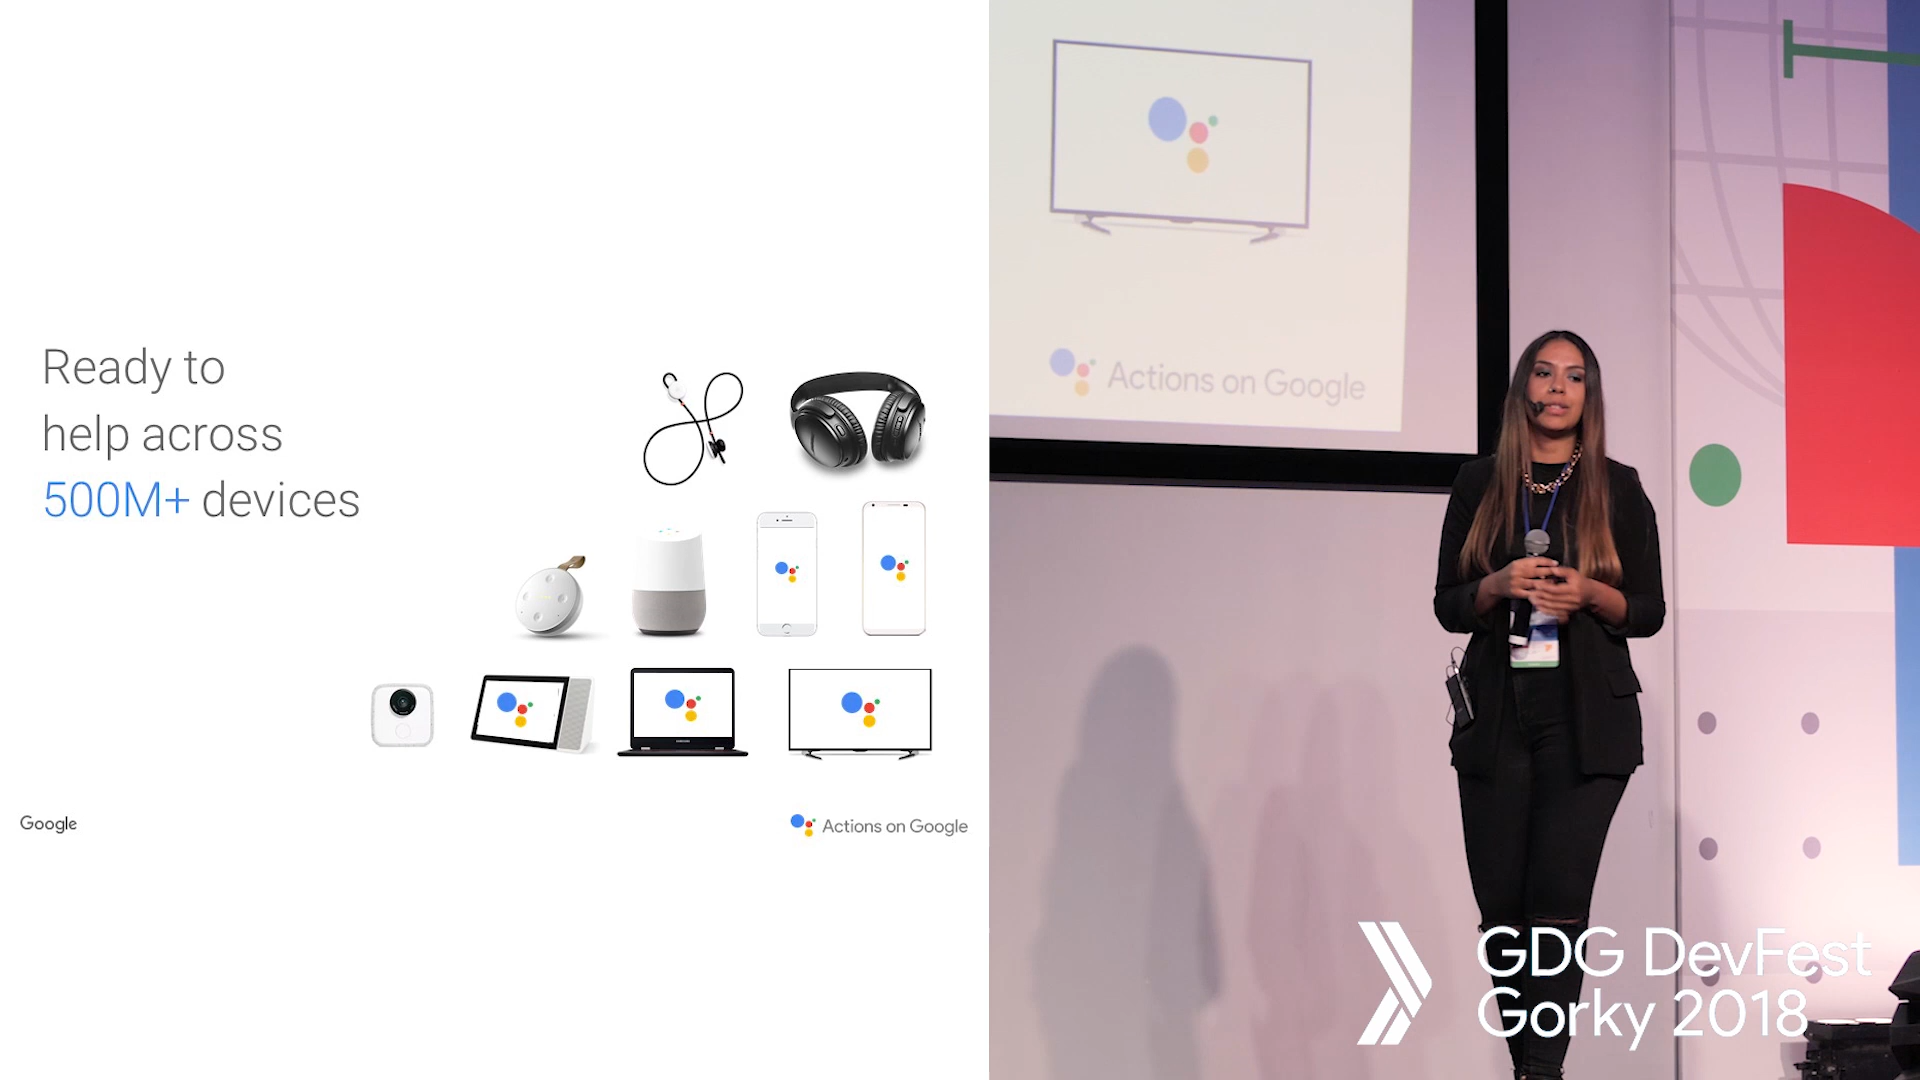 Ready to
help across
500M+ devices
Google
Actions on Google
Actions on Google
GDG DevFest
Gorky 2018